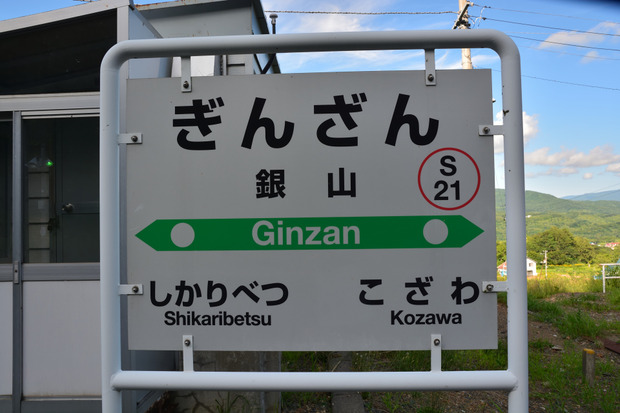 ぎんざん
銀山
S
21
Ginzan
しかりべつ
Shikaribetsu
こざわ
Kozawa